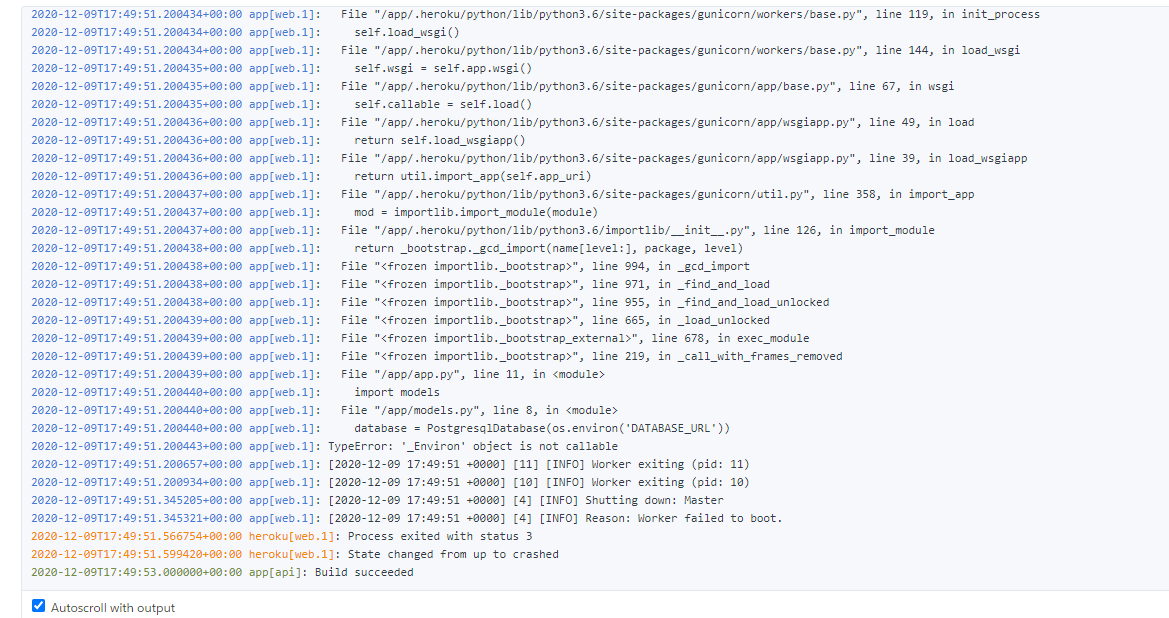 2020-12-09T17:49:51.200434+00:00 app[web.1]:   File "/app/.heroku/python/lib/python3.6/site-packages/gunicorn/workers/base.py", line 119, in init_process
2020-12-09T17:49:51.200434+00:00 app[web.1]:     self.load_wsgi()
2020-12-09T17:49:51.200434+00:00 app[web.1]:   File "/app/.heroku/python/lib/python3.6/site-packages/gunicorn/workers/base.py", line 144, in load_wsgi
2020-12-09T17:49:51.200435+00:00 app[web.1]:     self.wsgi = self.app.wsgi()
2020-12-09T17:49:51.200435+00:00 app[web.1]:   File "/app/.heroku/python/lib/python3.6/site-packages/gunicorn/app/base.py", line 67, in wsgi
2020-12-09T17:49:51.200435+00:00 app[web.1]:     self.callable = self.load()
2020-12-09T17:49:51.200436+00:00 app[web.1]:   File "/app/.heroku/python/lib/python3.6/site-packages/gunicorn/app/wsgiapp.py", line 49, in load
2020-12-09T17:49:51.200436+00:00 app[web.1]:     return self.load_wsgiapp()
2020-12-09T17:49:51.200436+00:00 app[web.1]:   File "/app/.heroku/python/lib/python3.6/site-packages/gunicorn/app/wsgiapp.py", line 39, in load_wsgiapp
2020-12-09T17:49:51.200436+00:00 app[web.1]:     return util.import_app(self.app_uri)
2020-12-09T17:49:51.200437+00:00 app[web.1]:   File "/app/.heroku/python/lib/python3.6/site-packages/gunicorn/util.py", line 358, in import_app
2020-12-09T17:49:51.200437+00:00 app[web.1]:     mod = importlib.import_module(module)
2020-12-09T17:49:51.200437+00:00 app[web.1]:   File "/app/.heroku/python/lib/python3.6/importlib/__init__.py", line 126, in import_module
2020-12-09T17:49:51.200438+00:00 app[web.1]:     return _bootstrap._gcd_import(name[level:], package, level)
2020-12-09T17:49:51.200438+00:00 app[web.1]:   File "<frozen importlib._bootstrap>", line 994, in _gcd_import
2020-12-09T17:49:51.200438+00:00 app[web.1]:   File "<frozen importlib._bootstrap>", line 971, in _find_and_load
2020-12-09T17:49:51.200438+00:00 app[web.1]:   File "<frozen importlib._bootstrap>", line 955, in _find_and_load_unlocked
2020-12-09T17:49:51.200439+00:00 app[web.1]:   File "<frozen importlib._bootstrap>", line 665, in _load_unlocked
2020-12-09T17:49:51.200439+00:00 app[web.1]:   File "<frozen importlib._bootstrap_external>", line 678, in exec_module
2020-12-09T17:49:51.200439+00:00 app[web.1]:   File "<frozen importlib._bootstrap>", line 219, in _call_with_frames_removed
2020-12-09T17:49:51.200439+00:00 app[web.1]:   File "/app/app.py", line 11, in <module>
2020-12-09T17:49:51.200440+00:00 app[web.1]:     import models
2020-12-09T17:49:51.200440+00:00 app[web.1]:   File "/app/models.py", line 8, in <module>
2020-12-09T17:49:51.200440+00:00 app[web.1]:     database = PostgresqlDatabase(os.environ('DATABASE_URL'))
2020-12-09T17:49:51.200443+00:00 app[web.1]: TypeError: '_Environ' object is not callable
2020-12-09T17:49:51.200657+00:00 app[web.1]: [2020-12-09 17:49:51 +0000] [11] [INFO] Worker exiting (pid: 11)
2020-12-09T17:49:51.200934+00:00 app[web.1]: [2020-12-09 17:49:51 +0000] [10] [INFO] Worker exiting (pid: 10)
2020-12-09T17:49:51.345205+00:00 app[web.1]: [2020-12-09 17:49:51 +0000] [4] [INFO] Shutting down: Master
2020-12-09T17:49:51.345321+00:00 app[web.1]: [2020-12-09 17:49:51 +0000] [4] [INFO] Reason: Worker failed to boot.
2020-12-09T17:49:51.566754+00:00 heroku[web.1]: Process exited with status 3
2020-12-09T17:49:51.599420+00:00 heroku[web.1]: State changed from up to crashed
2020-12-09T17:49:53.000000+00:00 app[api]: Build succeeded
Autoscroll with output